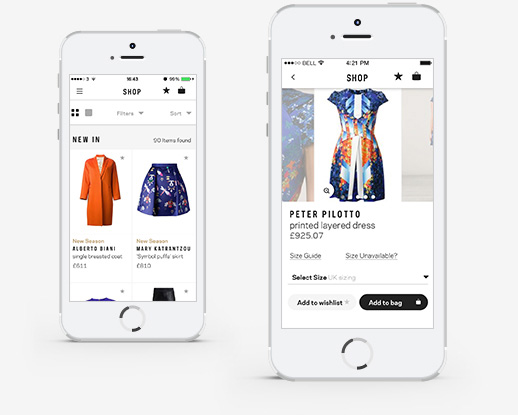 3
16:43
96%
SHOP
Filters
Sort
NEW IN
90 Items found
New Season
ALBERTO BIANI
single breasted coat
£611
New Season
MARY KATRANTZOU
'Symbol puffa' skirt
£610
BELL
4:21 PM
SHOP
PETER PILOTTO
printed layered dress
£925.07
Size Guide
Size Unavailable?
Select Size UK sizing
Add to wishlist
Add to bag